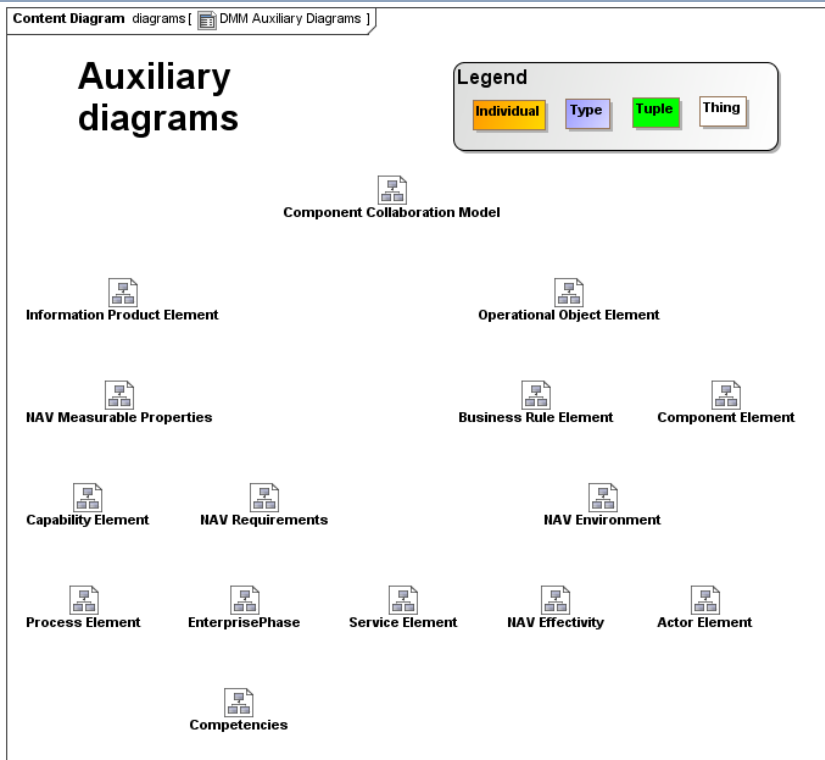 Content Diagram diagrams [ DMM Auxiliary Diagrams ]
Auxiliary
diagrams
Legend
Individual Type Tuple Thing
Component Collaboration Model
Information Product Element Operational Object Element
NAV Measurable Properties Business Rule Element Component Element
Capability Element NAV Requirements NAV Environment
Process Element EnterprisePhase Service Element NAV Effectivity Actor Element
Competencies